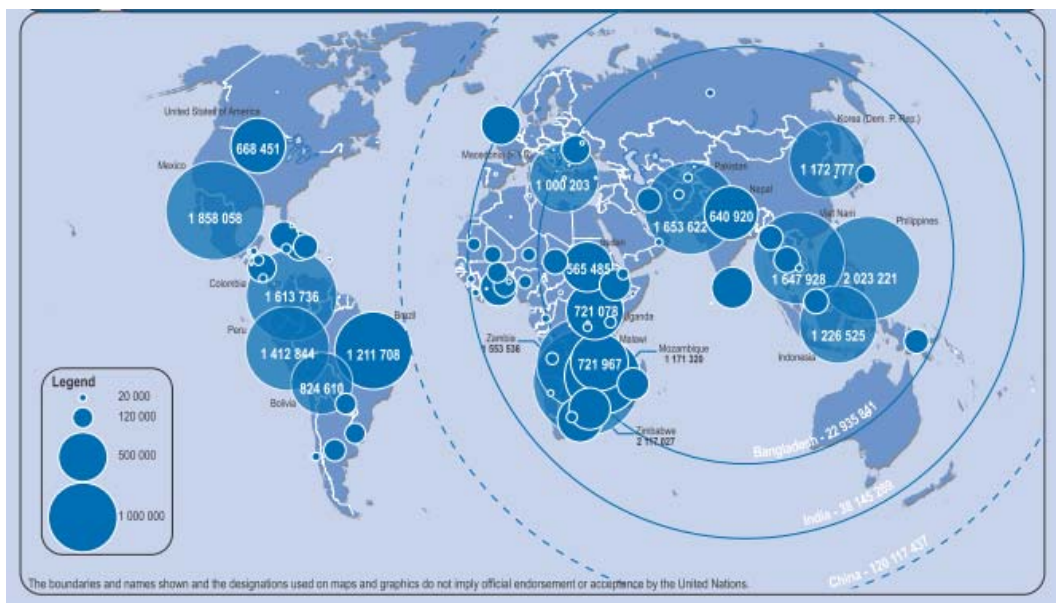 United Statsd of America
668 451
Mexico
1 858 058
Colombia
1 613 736
Peru
1 412 844
Brazil
1 211 708
824 610
Bolivia
1 000 203
Pakistan
1 653 622
Nepal
640 920
Korea (Dem. P. Rep.)
1 172 777
Viet Nam
1 647 928
Philippines
2 023 221
1 226 525
Indonesia
565 485
721 078
Uganda
Zambia
1 553 536
Malawi
721 967
Mozambique
1 171 320
Zimbabwe
2 117 027
Bangladesh - 22 935 841
India - 38 145 269
China - 120 117 437
Legend
20 000
120 000
500 000
1 000 000
The boundaries and names shown and the designations used on maps and graphics do not imply official endorsement or acceptance by the United Nations.